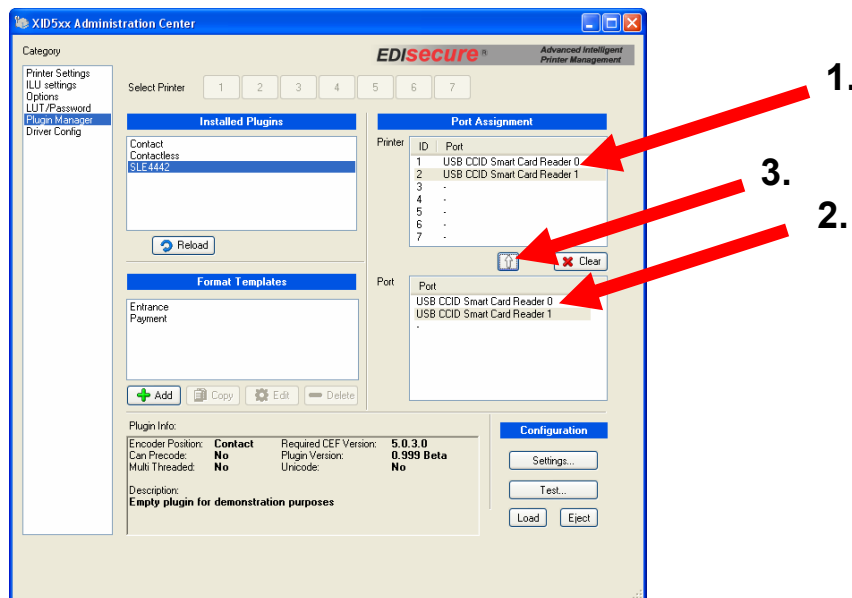 XID5xx Administration Center
Category
EDIsecure®
Advanced Intelligent
Printer Management
Printer Settings
ILU settings
Options
LUT/Password
Plugin Manager
Driver Config
Select Printer 1 2 3 4 5 6 7
1.
Installed Plugins
Contact
Contactless
SLE4442
Reload
Port Assignment
Printer
ID Port
1 USB CCID Smart Card Reader 0
2 USB CCID Smart Card Reader 1
3 -
4 -
5 -
6 -
7 -
3.
2.
Clear
Format Templates
Entrance
Payment
Port
Port
USB CCID Smart Card Reader 0
USB CCID Smart Card Reader 1
-
Add Copy Edit Delete
Plugin Info:
Encoder Position: Contact Required CEF Version: 5.0.3.0
Can Precode: No Plugin Version: 0.999 Beta
Multi Threaded: No Unicode: No
Description:
Empty plugin for demonstration purposes
Configuration
Settings...
Test...
Load Eject